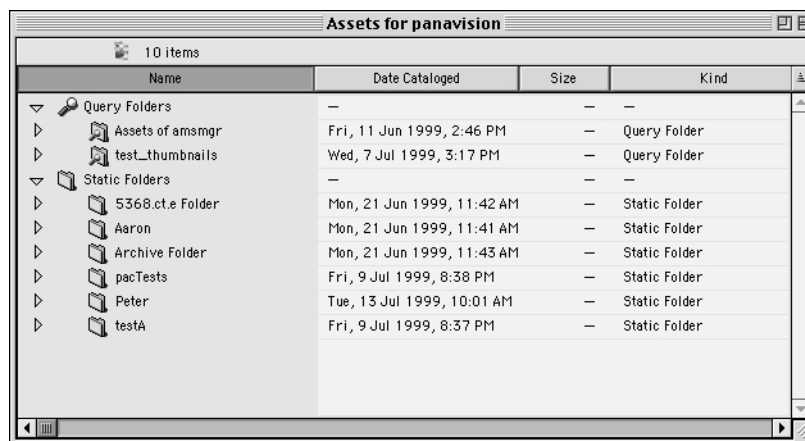 Assets for panavision
10 items
Name Date Cataloged Size Kind
Query Folders — — —
Assets of amsmgr Fri, 11 Jun 1999, 2:46 PM — Query Folder
test_thumbnails Wed, 7 Jul 1999, 3:17 PM — Query Folder
Static Folders — — —
5368.ct.e Folder Mon, 21 Jun 1999, 11:42 AM — Static Folder
Aaron Mon, 21 Jun 1999, 11:41 AM — Static Folder
Archive Folder Mon, 21 Jun 1999, 11:43 AM — Static Folder
pacTests Fri, 9 Jul 1999, 8:38 PM — Static Folder
Peter Tue, 13 Jul 1999, 10:01 AM — Static Folder
testA Fri, 9 Jul 1999, 8:37 PM — Static Folder